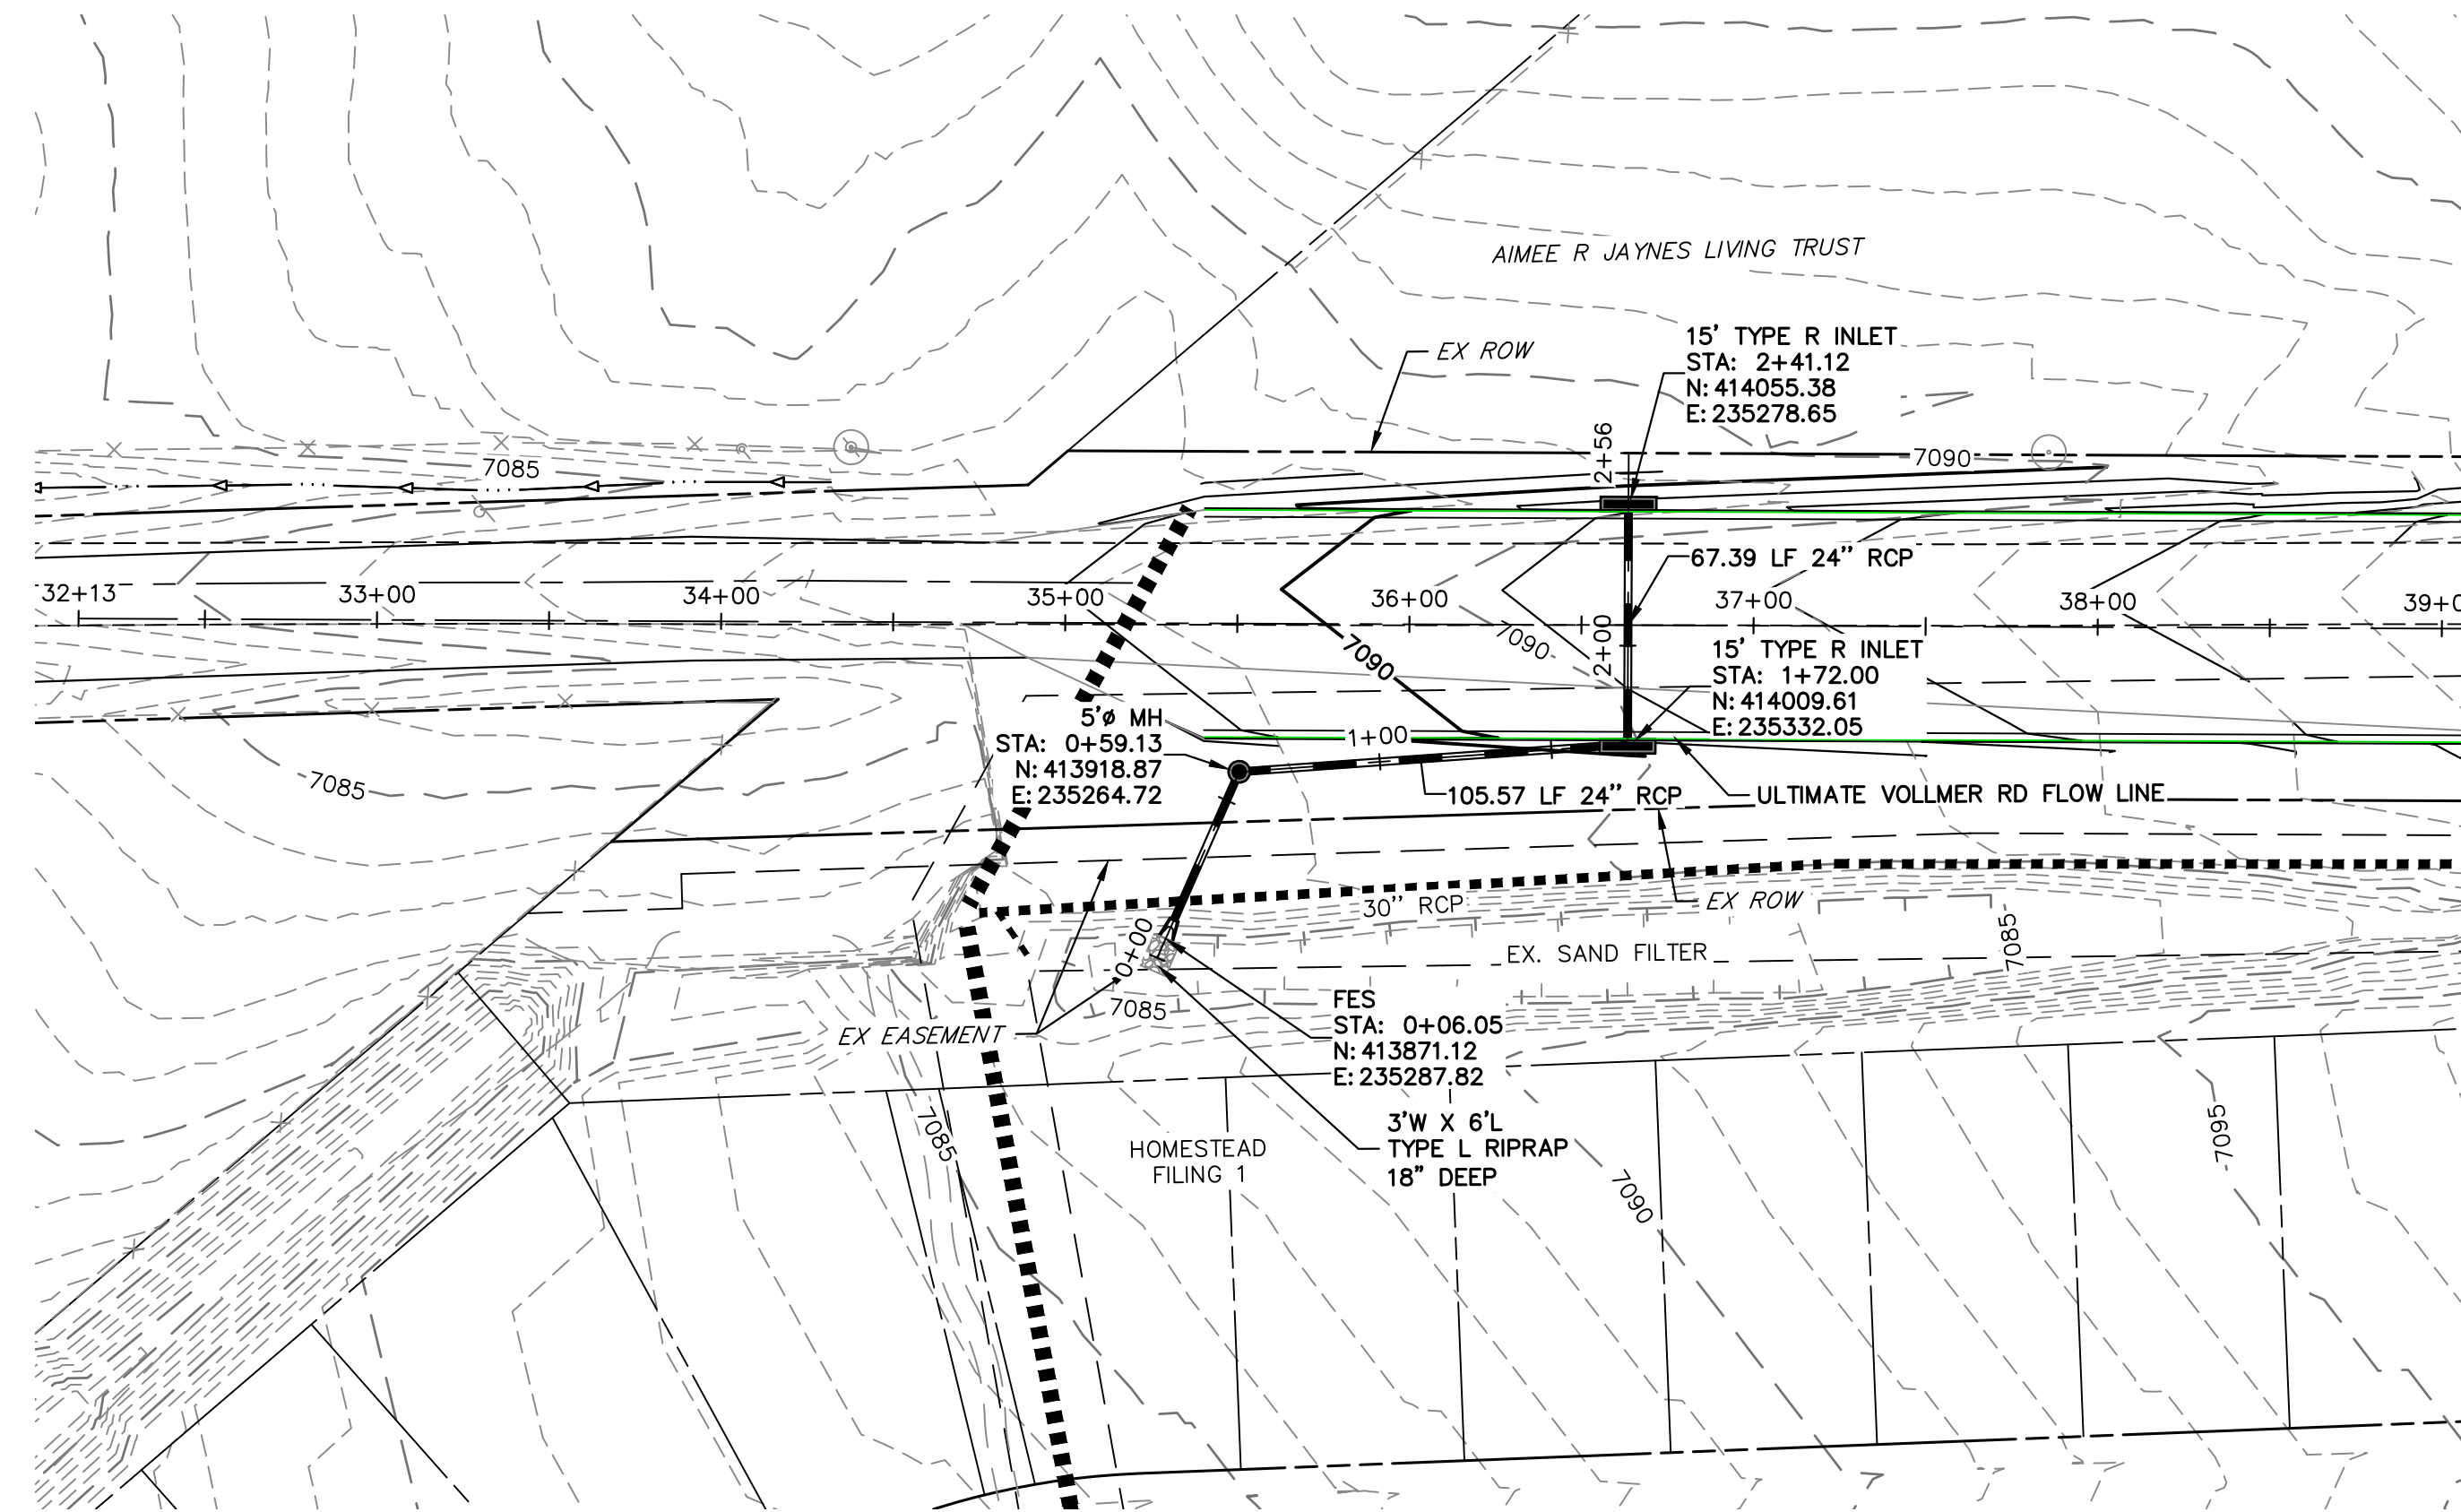 AIMEE R JAYNES LIVING TRUST
15' TYPE R INLET
STA: 2+41.12
N: 414055.38
E: 235278.65
EX ROW
2+56
7085
7090
67.39 LF 24" RCP
32+13
33+00
34+00
35+00
36+00
37+00
38+00
39+0
2+00
7090
7090
15' TYPE R INLET
STA: 1+72.00
N: 414009.61
E: 235332.05
5'ø MH
STA: 0+59.13
N: 413918.87
E: 235264.72
1+00
7085
105.57 LF 24" RCP
ULTIMATE VOLLMER RD FLOW LINE
30" RCP
EX ROW
0+00
EX. SAND FILTER
7085
7085
FES
STA: 0+06.05
N: 413871.12
E: 235287.82
EX EASEMENT
3'W X 6'L
TYPE L RIPRAP
18" DEEP
7085
HOMESTEAD
FILING 1
7090
7095